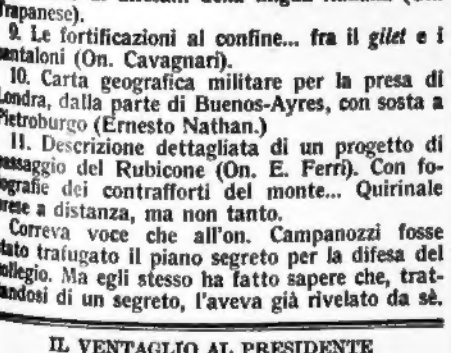 Trapanese).
9. Le fortificazioni al confine... fra il gilet e i
pantaloni (On. Cavagnari).
10. Carta geografica militare per la presa di
Londra, dalla parte di Buenos-Ayres, con sosta a
Pietroburgo (Ernesto Nathan.)
11. Descrizione dettagliata di un progetto di
passaggio del Rubicone (On. E. Ferri). Con fo-
tografie dei contrafforti del monte... Quirinale
prese a distanza, ma non tanto.
Correva voce che all'on. Campanozzi fosse
stato trafugato il piano segreto per la difesa del
collegio. Ma egli stesso ha fatto sapere che, trat-
tandosi di un segreto, l'aveva già rivelato da sè.
IL VENTAGLIO AL PRESIDENTE